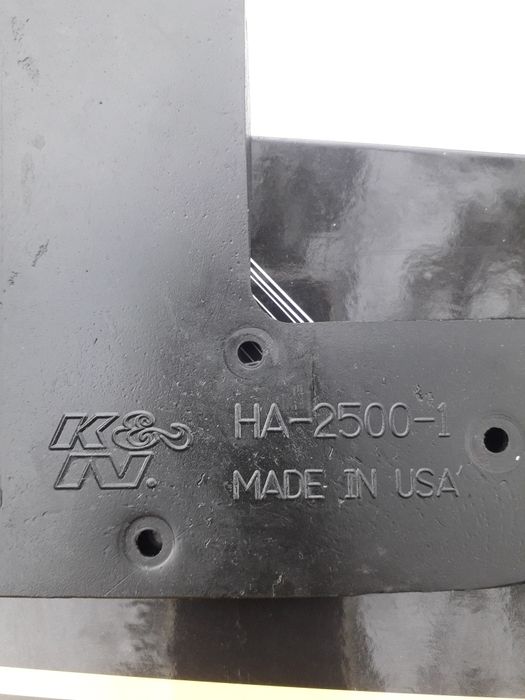 K&
N.
HA-2500-1
MADE IN USA